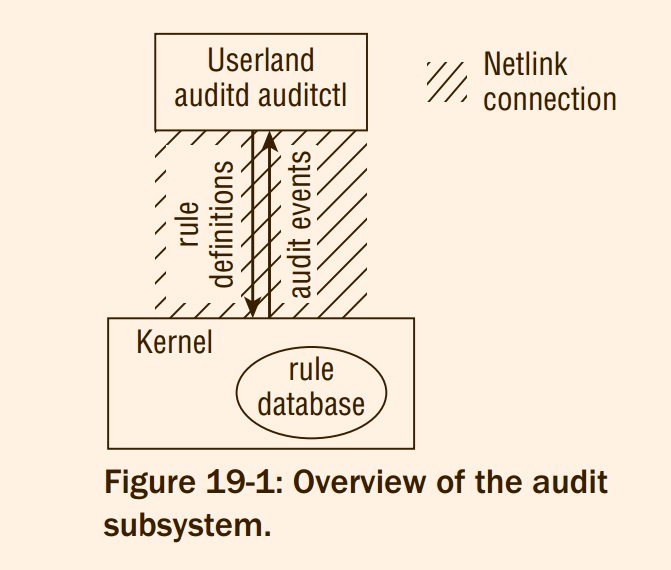 Userland
auditd auditctl
Netlink
connection
rule
definitions
audit events
Kernel
rule
database
Figure 19-1: Overview of the audit
subsystem.